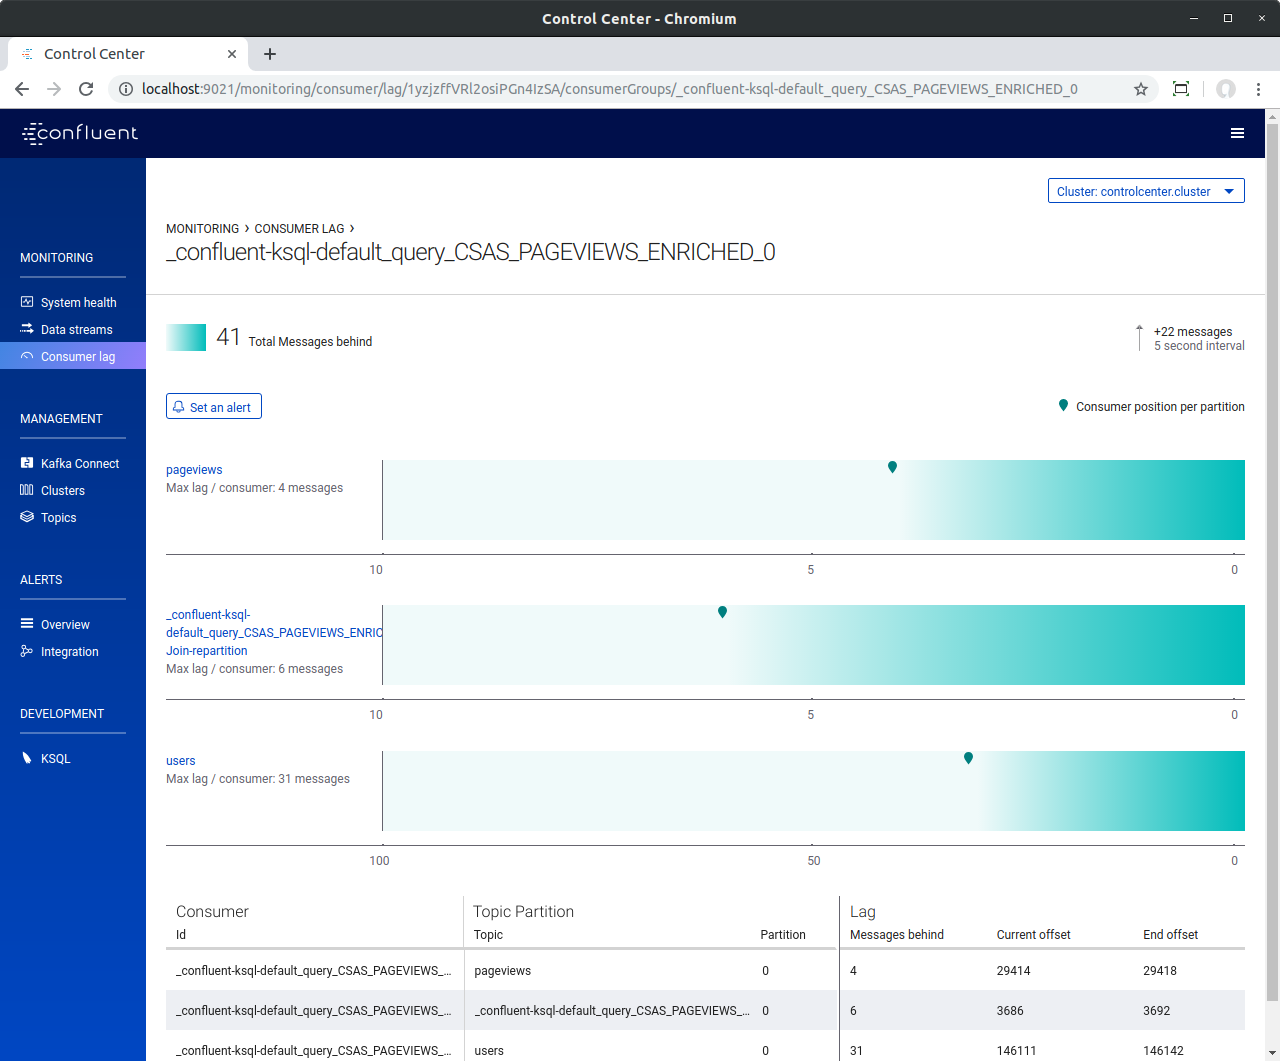 Control Center - Chromium
Control Center
localhost:9021/monitoring/consumer/lag/1yzjzffVRl2osiPGn4IzSA/consumerGroups/_confluent-ksql-default_query_CSAS_PAGEVIEWS_ENRICHED_0
confluent
Cluster: controlcenter.cluster
MONITORING
System health
Data streams
Consumer lag
MANAGEMENT
Kafka Connect
Clusters
Topics
ALERTS
Overview
Integration
DEVELOPMENT
KSQL
MONITORING › CONSUMER LAG ›
_confluent-ksql-default_query_CSAS_PAGEVIEWS_ENRICHED_0
41 Total Messages behind
+22 messages
5 second interval
Set an alert
Consumer position per partition
pageviews
Max lag / consumer: 4 messages
10 5 0
_confluent-ksql-
default_query_CSAS_PAGEVIEWS_ENRIC
Join-repartition
Max lag / consumer: 6 messages
10 5 0
users
Max lag / consumer: 31 messages
100 50 0
Consumer Topic Partition Lag
Id Topic Partition Messages behind Current offset End offset
_confluent-ksql-default_query_CSAS_PAGEVIEWS_... pageviews 0 4 29414 29418
_confluent-ksql-default_query_CSAS_PAGEVIEWS_... _confluent-ksql-default_query_CSAS_PAGEVIEWS_... 0 6 3686 3692
_confluent-ksql-default_query_CSAS_PAGEVIEWS_... users 0 31 146111 146142